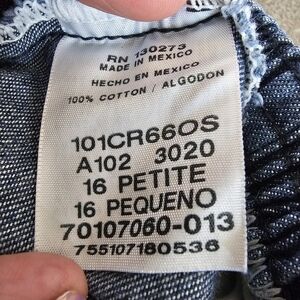 RN 130273
MADE IN MEXICO
HECHO EN MEXICO
100% COTTON / ALGODON
101CR66OS
A102 3020
16 PETITE
16 PEQUENO
70107060-013
755107180536